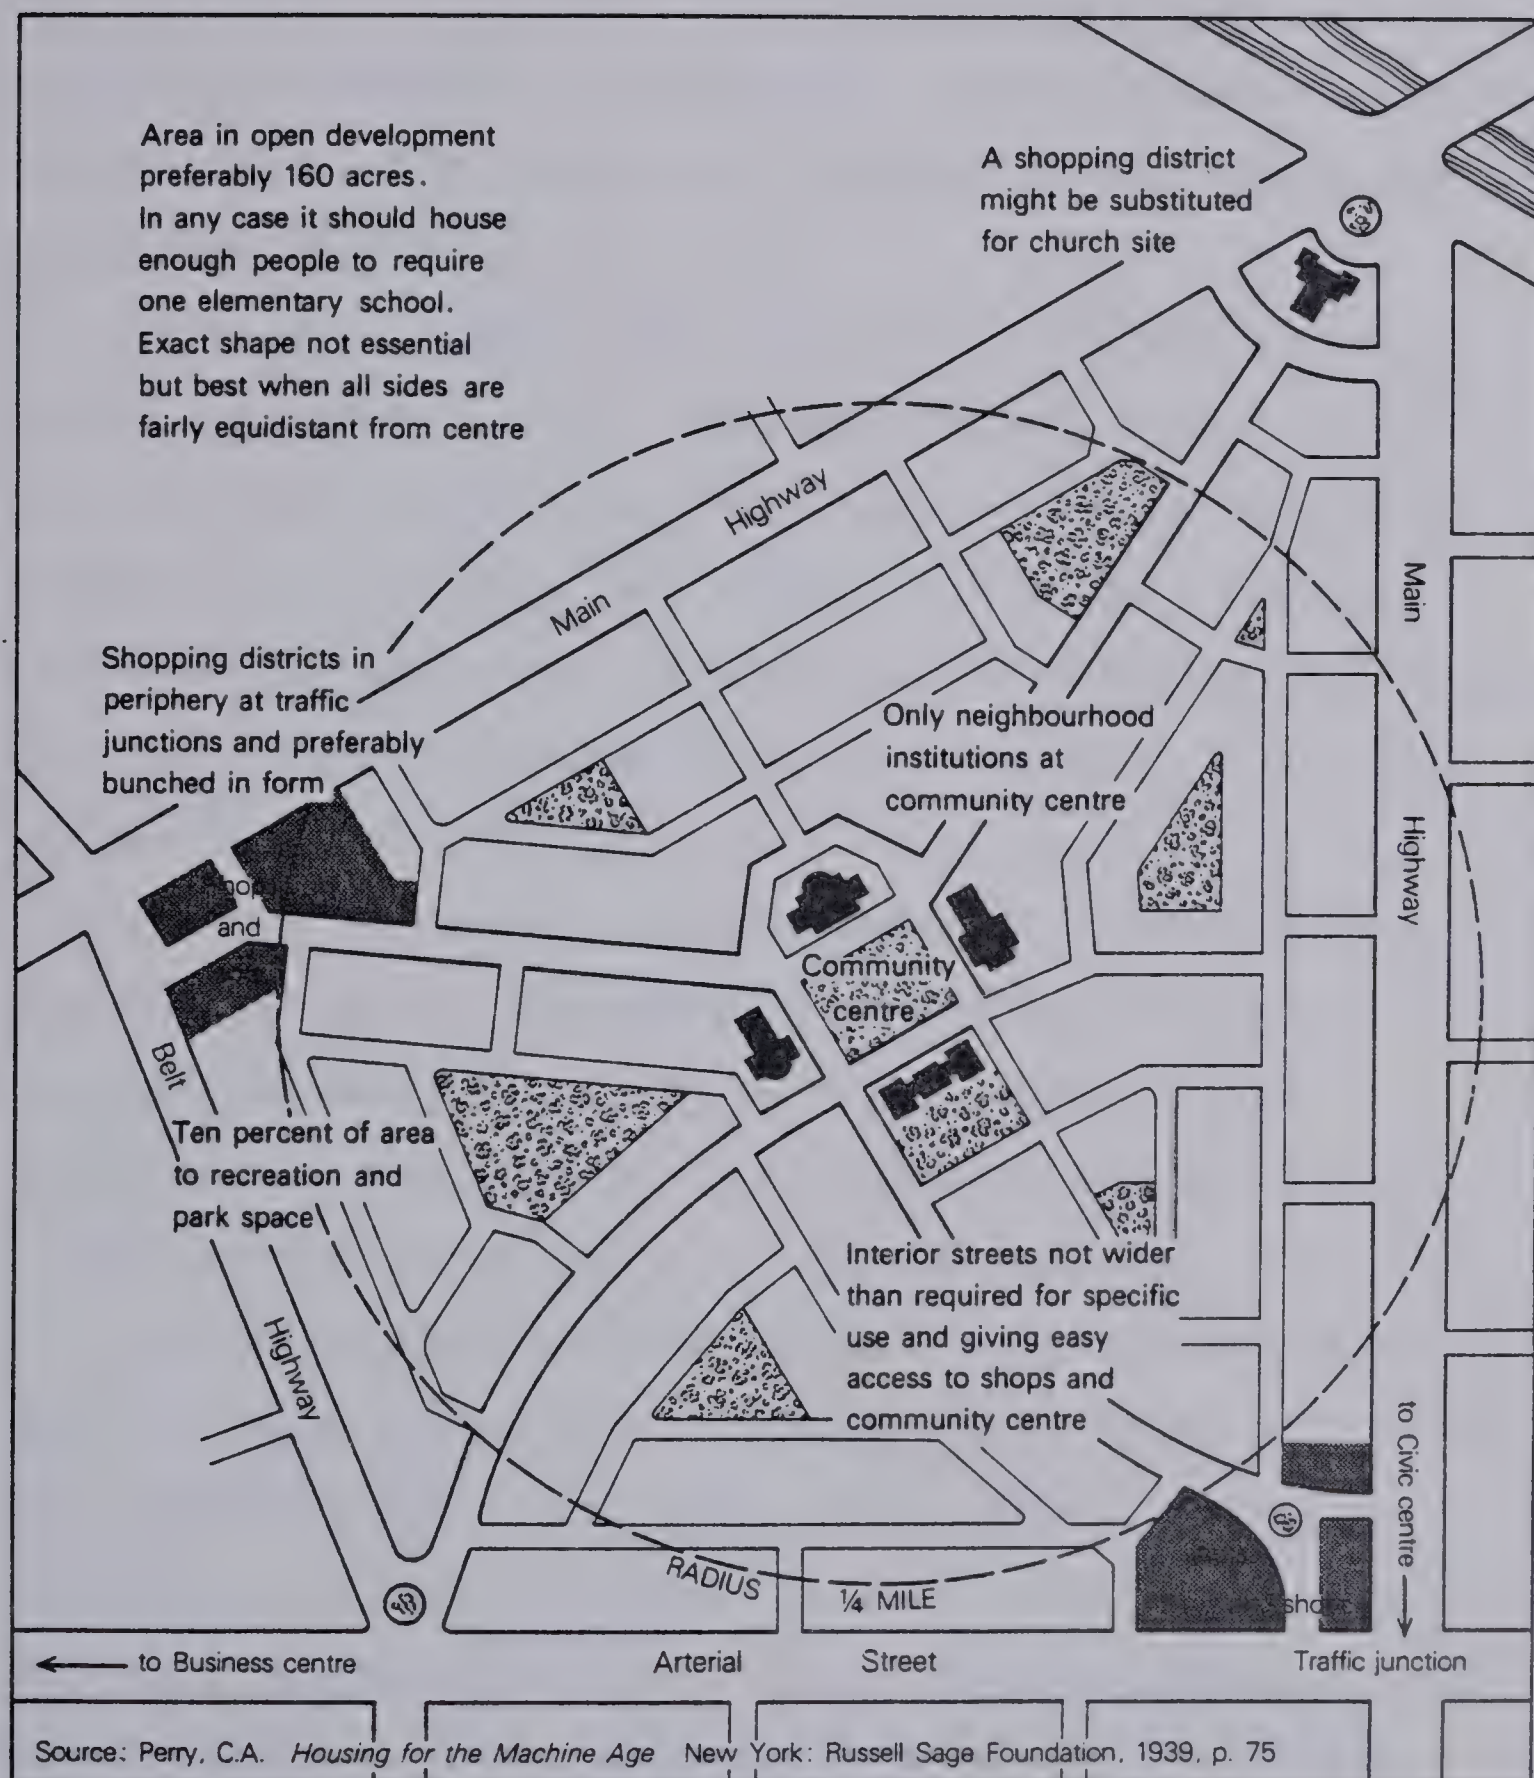 Area in open development
preferably 160 acres.
In any case it should house
enough people to require
one elementary school.
Exact shape not essential
but best when all sides are
fairly equidistant from centre
A shopping district
might be substituted
for church site
Main Highway
Main
Highway
Shopping districts in
periphery at traffic
junctions and preferably
bunched in form
Only neighbourhood
institutions at
community centre
and
Community
centre
Belt
Highway
Ten percent of area
to recreation and
park space
Interior streets not wider
than required for specific
use and giving easy
access to shops and
community centre
to Civic centre
RADIUS ¼ MILE
to Business centre
Arterial Street
Traffic junction
Source: Perry, C.A. Housing for the Machine Age New York: Russell Sage Foundation, 1939, p. 75